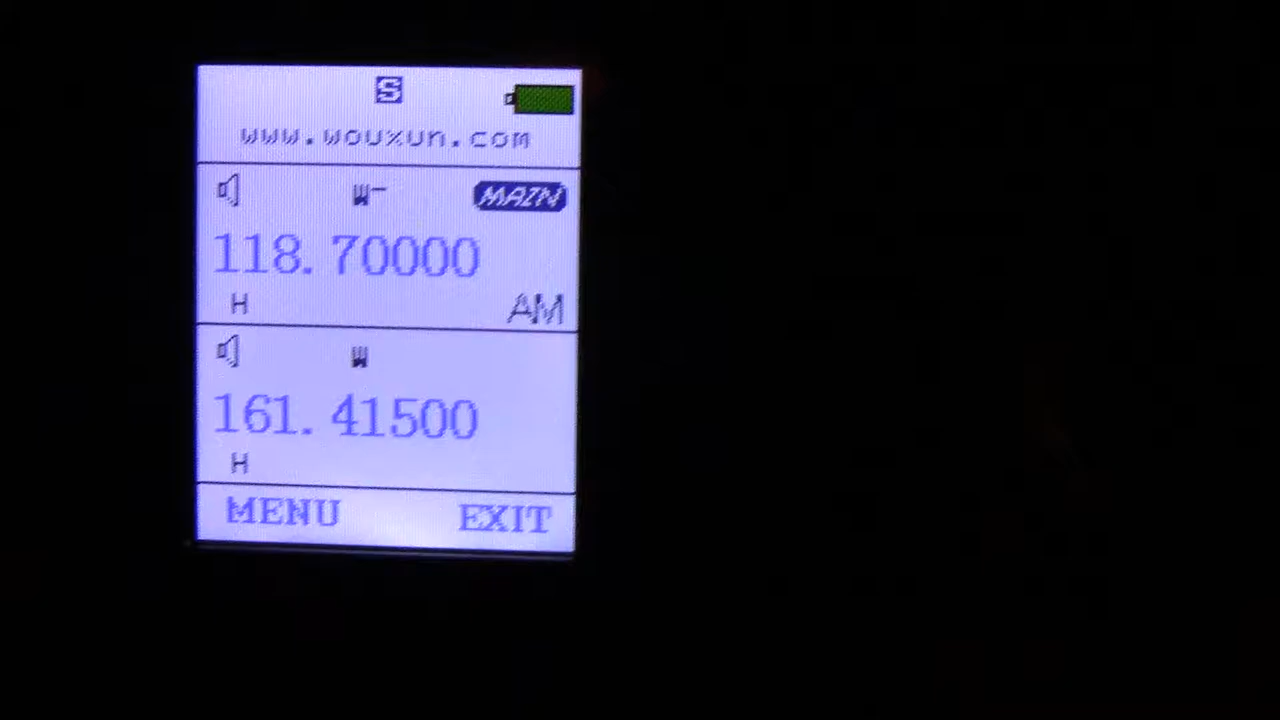 S
www.wouxun.com
W- MAIN
118.70000
H AM
W
161.41500
H
MENU EXIT